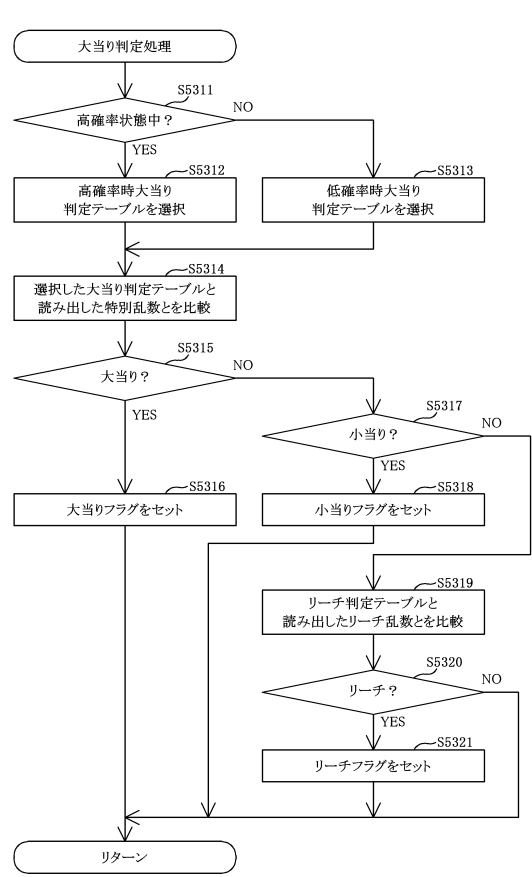 大当り判定処理
S5311
高確率状態中？
NO
YES
S5312
高確率時大当り
判定テーブルを選択
S5313
低確率時大当り
判定テーブルを選択
S5314
選択した大当り判定テーブルと
読み出した特別乱数とを比較
S5315
大当り？
NO
YES
S5317
小当り？
NO
YES
S5316
大当りフラグをセット
S5318
小当りフラグをセット
S5319
リーチ判定テーブルと
読み出したリーチ乱数とを比較
S5320
リーチ？
NO
YES
S5321
リーチフラグをセット
リターン